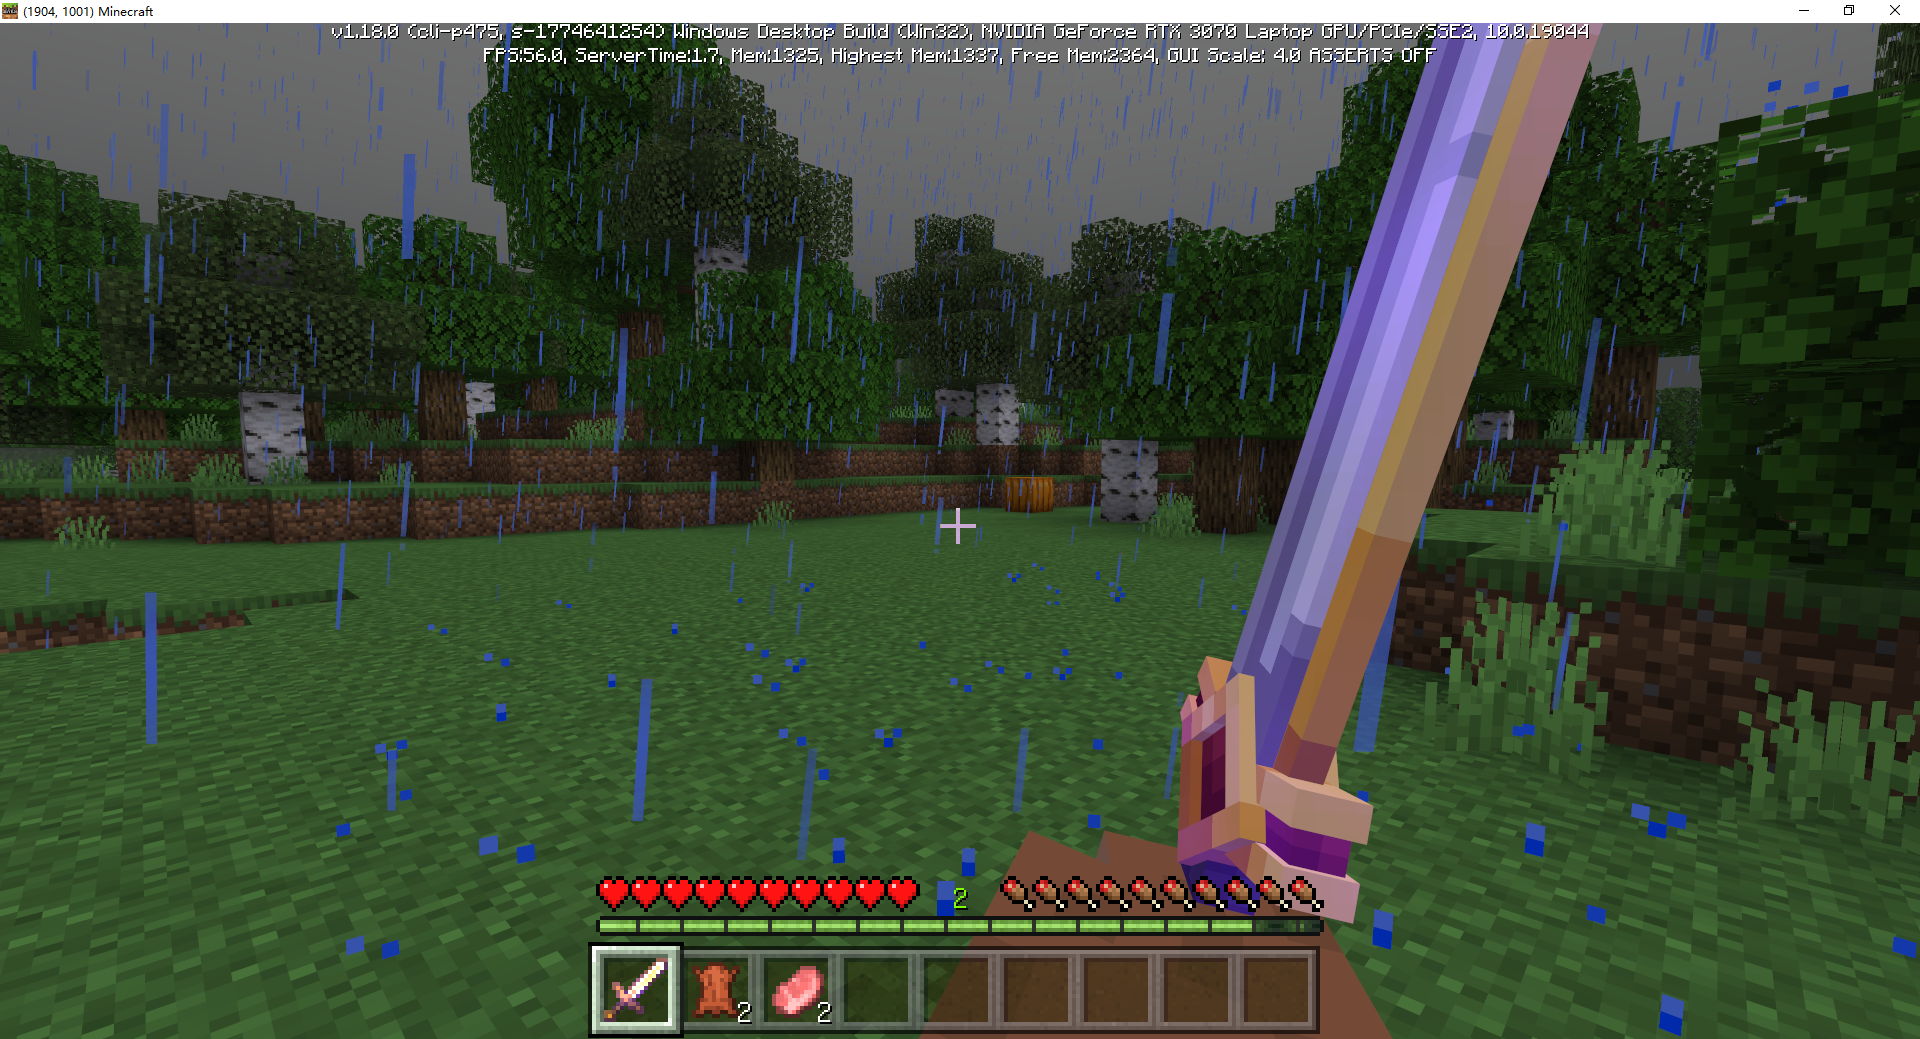 (1904, 1001) Minecraft
v1.18.0 (cli-p475, s-1774641254) Windows Desktop Build (Win32), NVIDIA GeForce RTX 3070 Laptop GPU/PCIe/SSE2, 10.0.19044
FPS:56.0, ServerTime:1.7, Mem:1325, Highest Mem:1337, Free Mem:2364, GUI Scale: 4.0 ASSERTS OFF
2
2
2